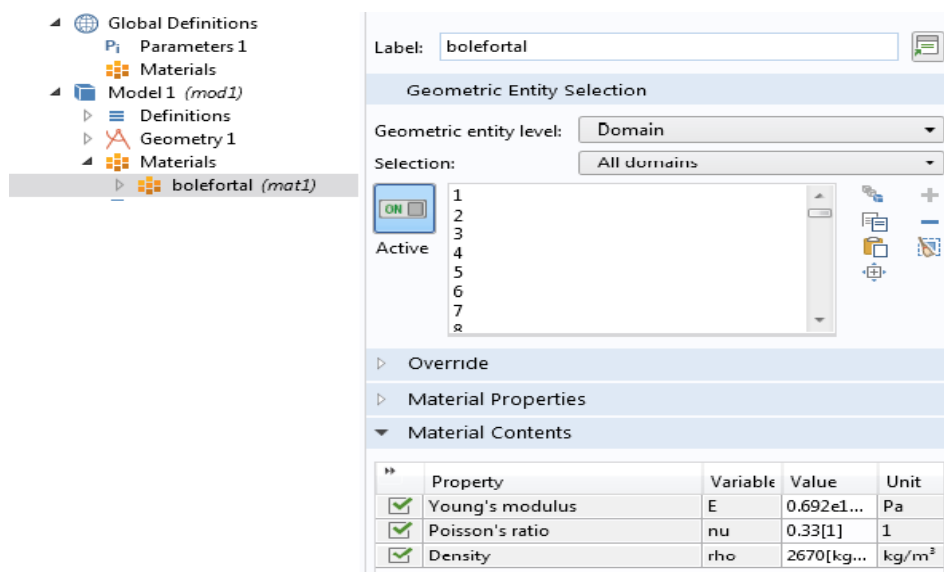 Global Definitions
Pi Parameters 1
Materials
Model 1 (mod1)
Definitions
Geometry 1
Materials
bolefortal (mat1)
Label: bolefortal
Geometric Entity Selection
Geometric entity level: Domain
Selection: All domains
ON
Active
1
2
3
4
5
6
7
8
Override
Material Properties
Material Contents
Property Variable Value Unit
Young's modulus E 0.692e1... Pa
Poisson's ratio nu 0.33[1] 1
Density rho 2670[kg... kg/m³